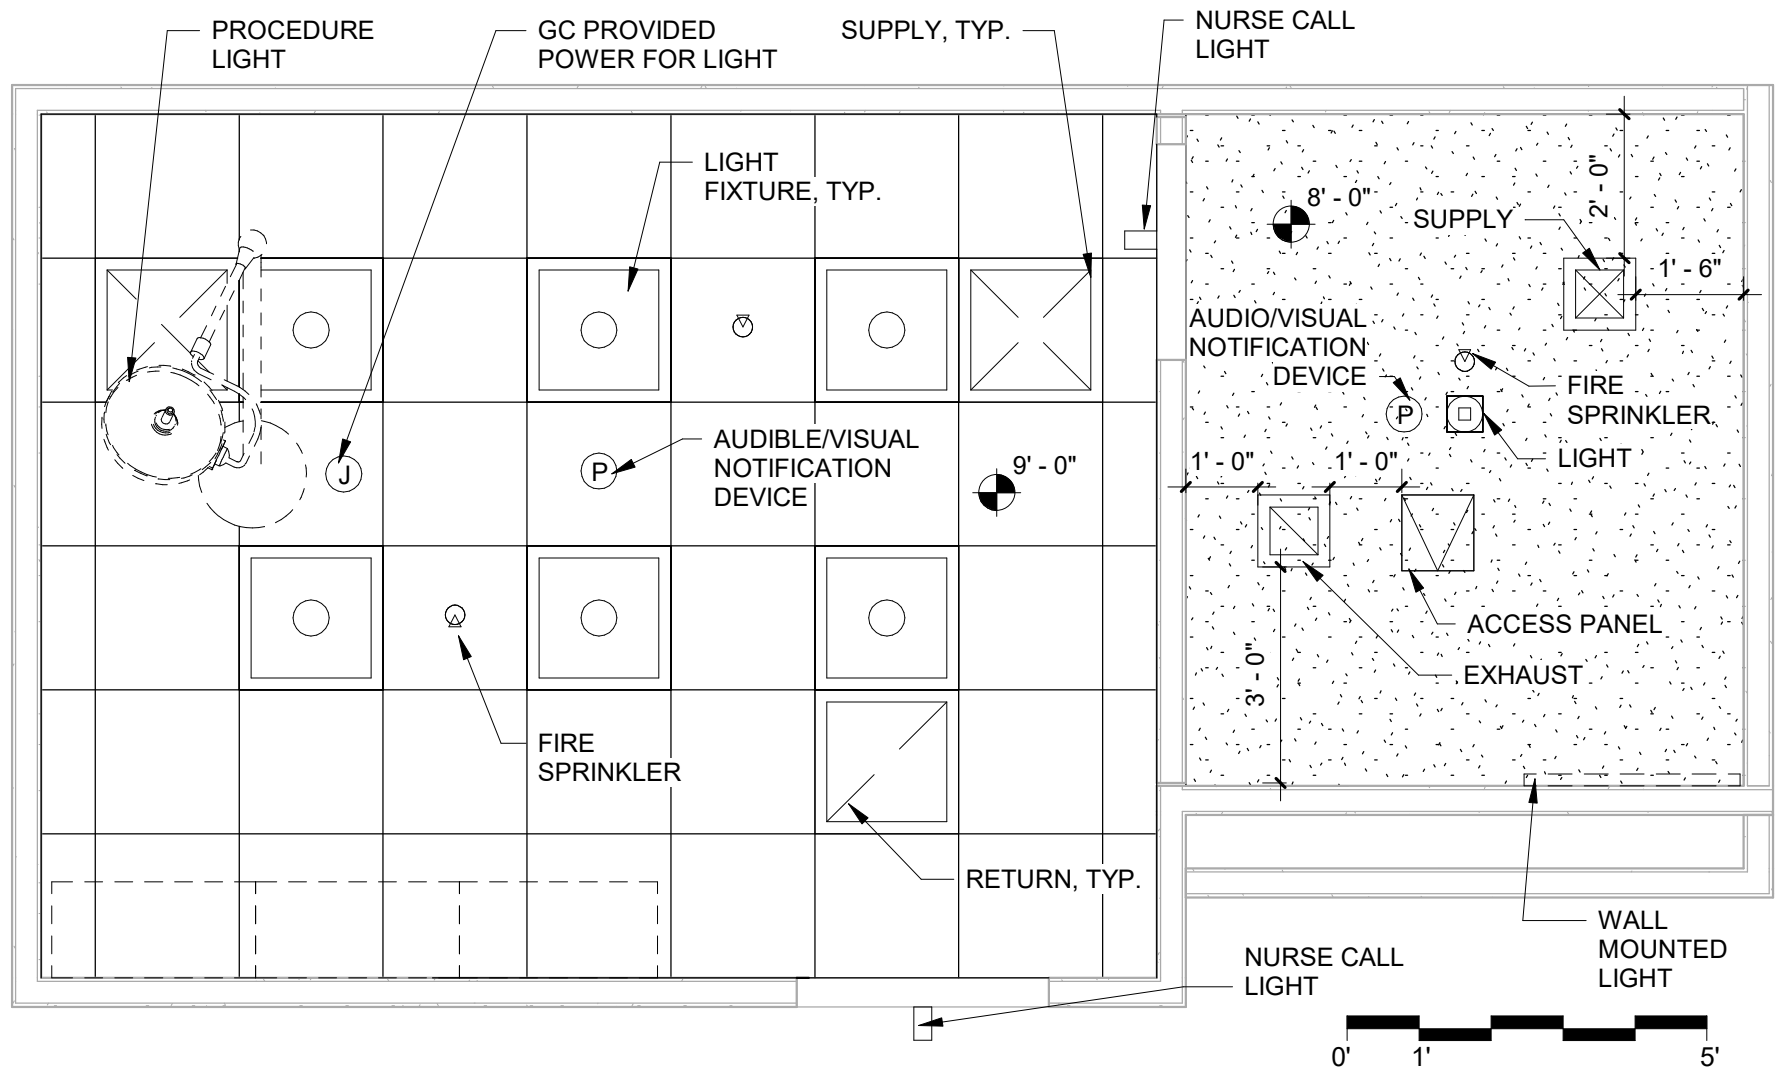 PROCEDURE
LIGHT
GC PROVIDED
POWER FOR LIGHT
SUPPLY, TYP.
NURSE CALL
LIGHT
LIGHT
FIXTURE, TYP.
8' - 0"
2' - 0"
SUPPLY
1' - 6"
AUDIO/VISUAL
NOTIFICATION
DEVICE
FIRE
SPRINKLER
P
LIGHT
J
P
AUDIBLE/VISUAL
NOTIFICATION
DEVICE
9' - 0"
1' - 0"
1' - 0"
ACCESS PANEL
EXHAUST
3' - 0"
FIRE
SPRINKLER
RETURN, TYP.
WALL
MOUNTED
LIGHT
NURSE CALL
LIGHT
0'
1'
5'